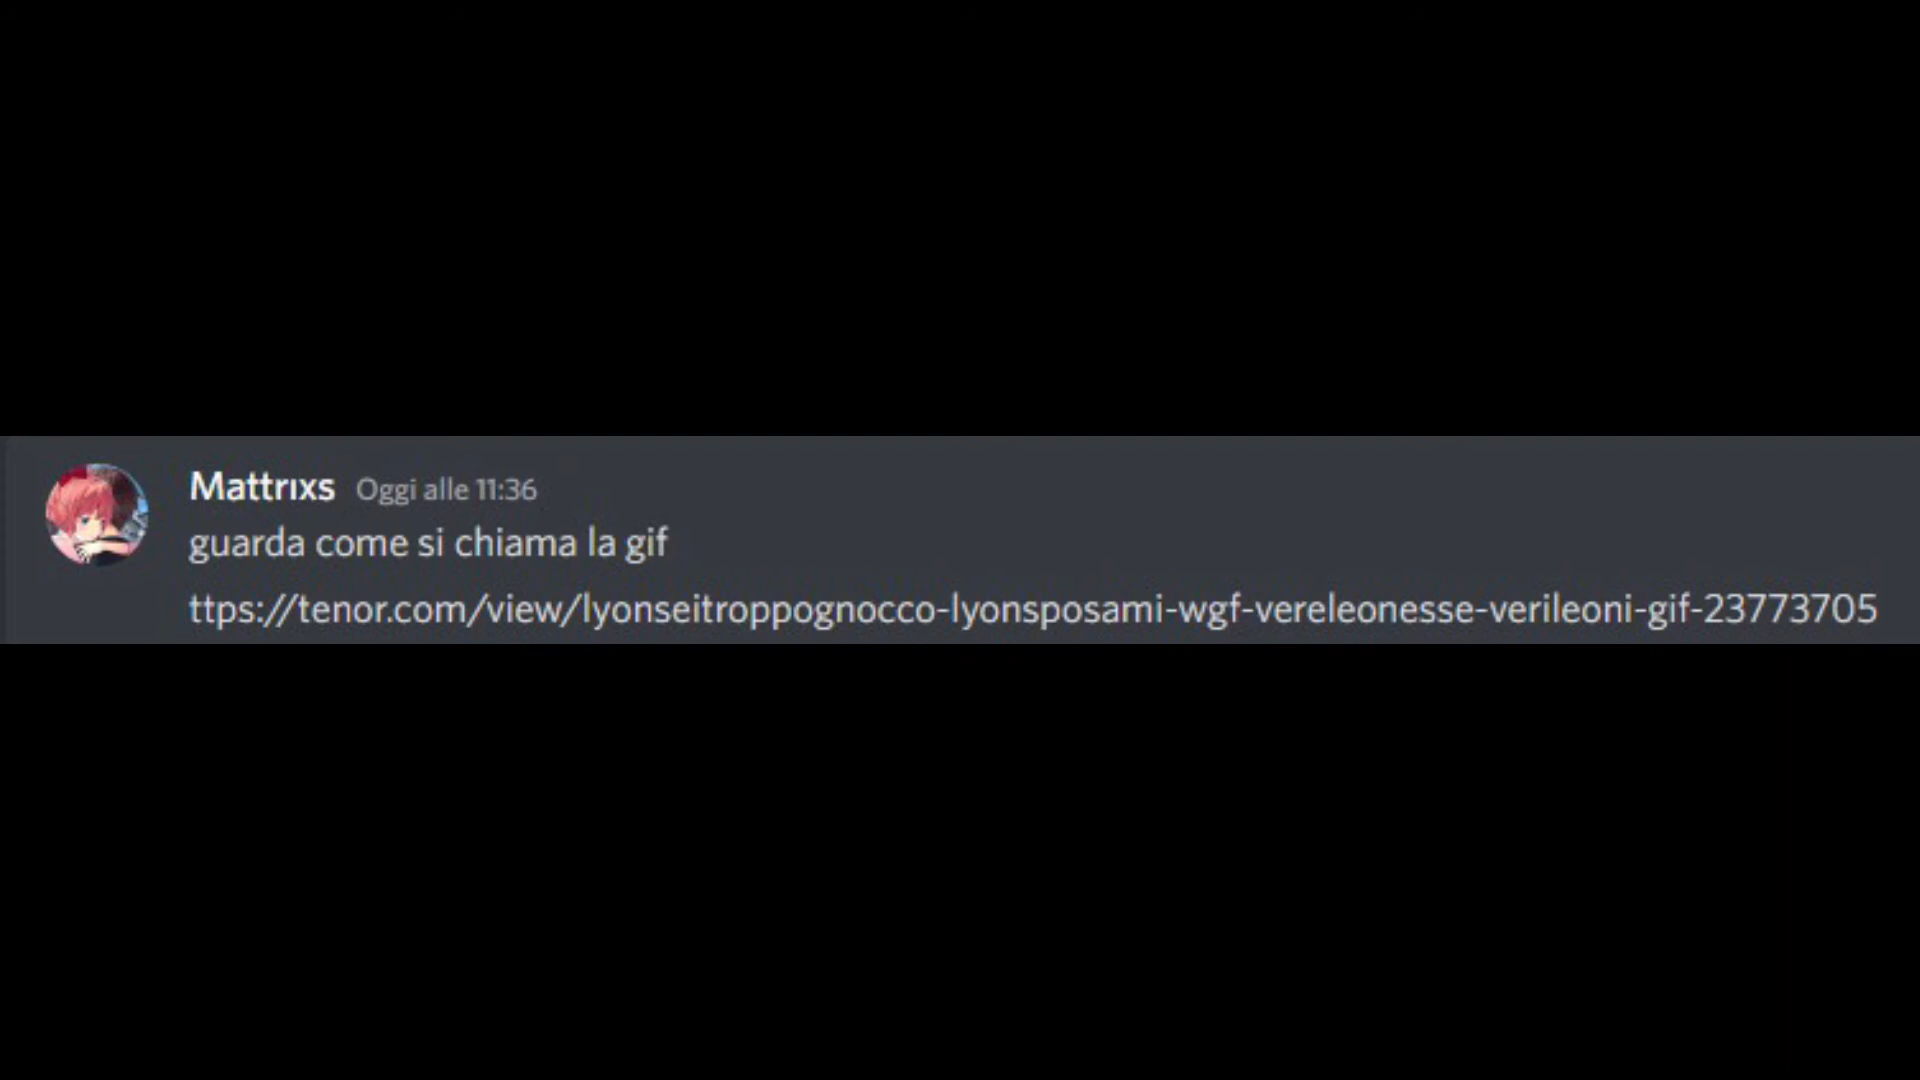 Mattrıxs Oggi alle 11:36
guarda come si chiama la gif
ttps://tenor.com/view/lyonseitroppognocco-lyonsposami-wgf-vereleonesse-verileoni-gif-23773705